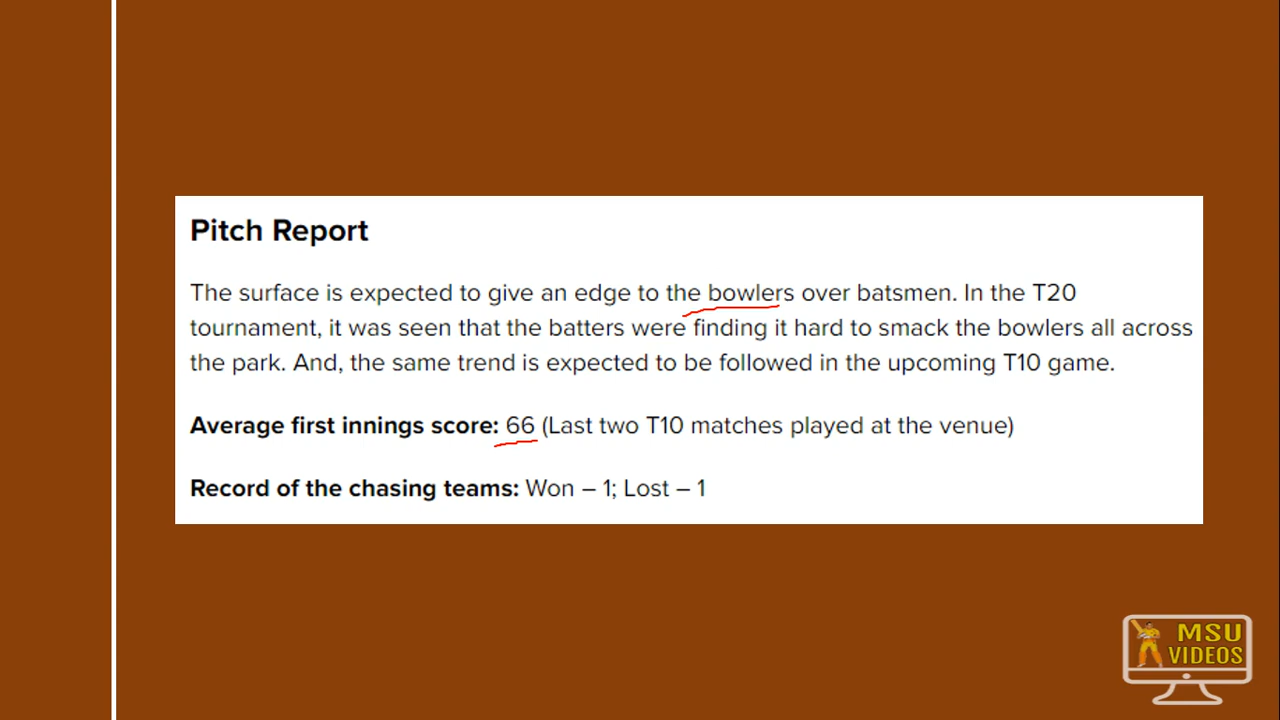 Pitch Report
The surface is expected to give an edge to the bowlers over batsmen. In the T20
tournament, it was seen that the batters were finding it hard to smack the bowlers all across
the park. And, the same trend is expected to be followed in the upcoming T10 game.
Average first innings score: 66 (Last two T10 matches played at the venue)
Record of the chasing teams: Won – 1; Lost – 1
MSU
VIDEOS